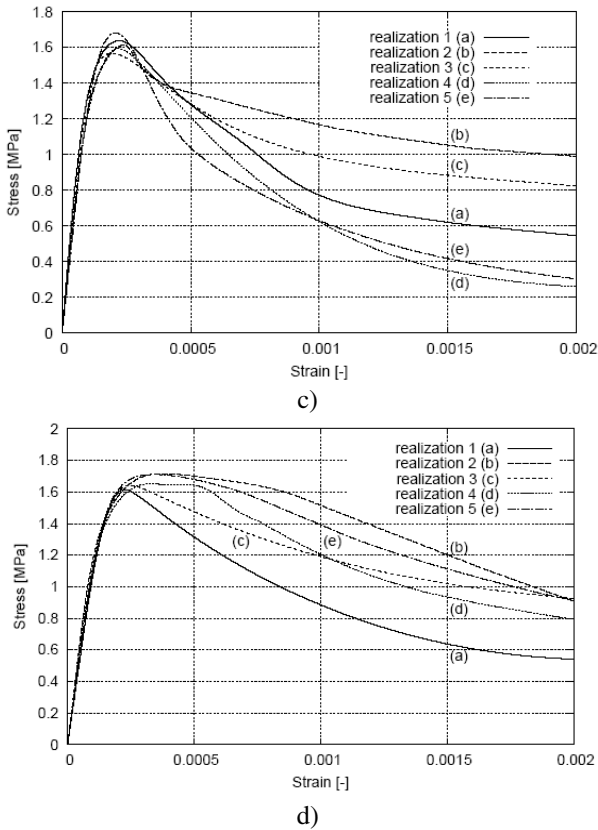 1.8
1.6
1.4
1.2
1
0.8
0.6
0.4
0.2
0
Stress [MPa]
realization 1 (a)
realization 2 (b)
realization 3 (c)
realization 4 (d)
realization 5 (e)
(b)
(c)
(a)
(e)
(d)
0 0.0005 0.001 0.0015 0.002
Strain [-]
c)
2
1.8
1.6
1.4
1.2
1
0.8
0.6
0.4
0.2
0
Stress [MPa]
realization 1 (a)
realization 2 (b)
realization 3 (c)
realization 4 (d)
realization 5 (e)
(c) (e) (b)
(d)
(a)
0 0.0005 0.001 0.0015 0.002
Strain [-]
d)